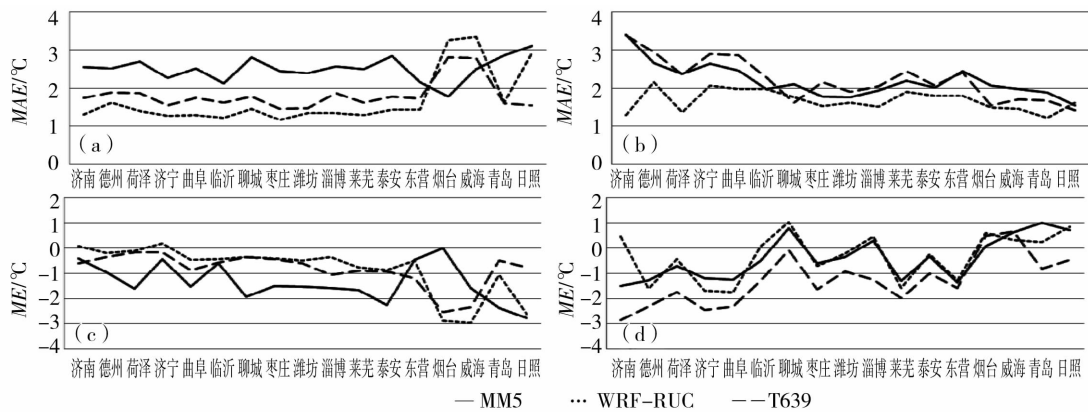 4
3
2
1
0
MAE/℃
(a)
济南 德州 荷泽 济宁 曲阜 临沂 聊城 枣庄 潍坊 淄博 莱芜 泰安 东营 烟台 威海 青岛 日照
4
3
2
1
0
MAE/℃
(b)
济南 德州 荷泽 济宁 曲阜 临沂 聊城 枣庄 潍坊 淄博 莱芜 泰安 东营 烟台 威海 青岛 日照
2
1
0
-1
-2
-3
-4
ME/℃
(c)
济南 德州 荷泽 济宁 曲阜 临沂 聊城 枣庄 潍坊 淄博 莱芜 泰安 东营 烟台 威海 青岛 日照
2
1
0
-1
-2
-3
-4
ME/℃
(d)
济南 德州 荷泽 济宁 曲阜 临沂 聊城 枣庄 潍坊 淄博 莱芜 泰安 东营 烟台 威海 青岛 日照
MM5 WRF-RUC T639